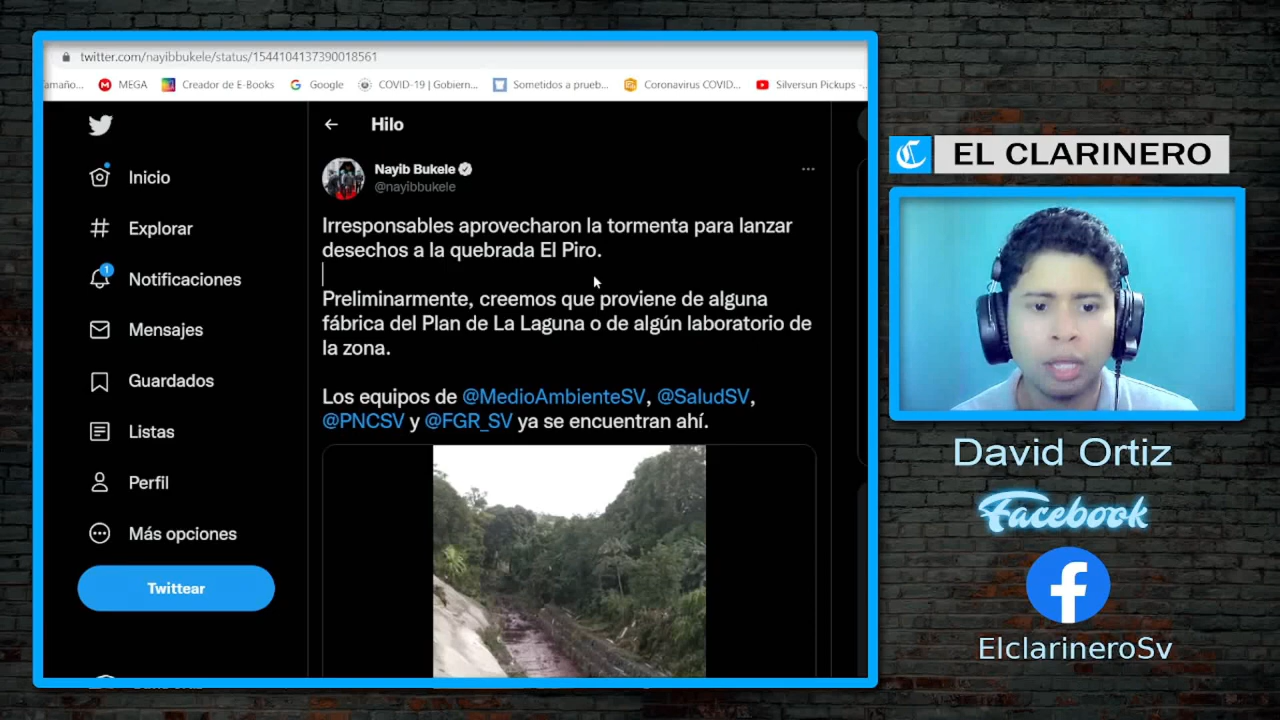 twitter.com/nayibbukele/status/1544104137390018561
amaño...
MEGA
Creador de E-Books
Google
COVID-19 | Gobiern...
Sometidos a prueb...
Coronavirus COVID...
Silversun Pickups -...
Hilo
Inicio
Explorar
1
Notificaciones
Mensajes
Guardados
Listas
Perfil
Más opciones
Twittear
Nayib Bukele
@nayibbukele
Irresponsables aprovecharon la tormenta para lanzar
desechos a la quebrada El Piro.
Preliminarmente, creemos que proviene de alguna
fábrica del Plan de La Laguna o de algún laboratorio de
la zona.
Los equipos de @MedioAmbienteSV, @SaludSV,
@PNCSV y @FGR_SV ya se encuentran ahí.
EL CLARINERO
David Ortiz
Facebook
ElclarineroSv